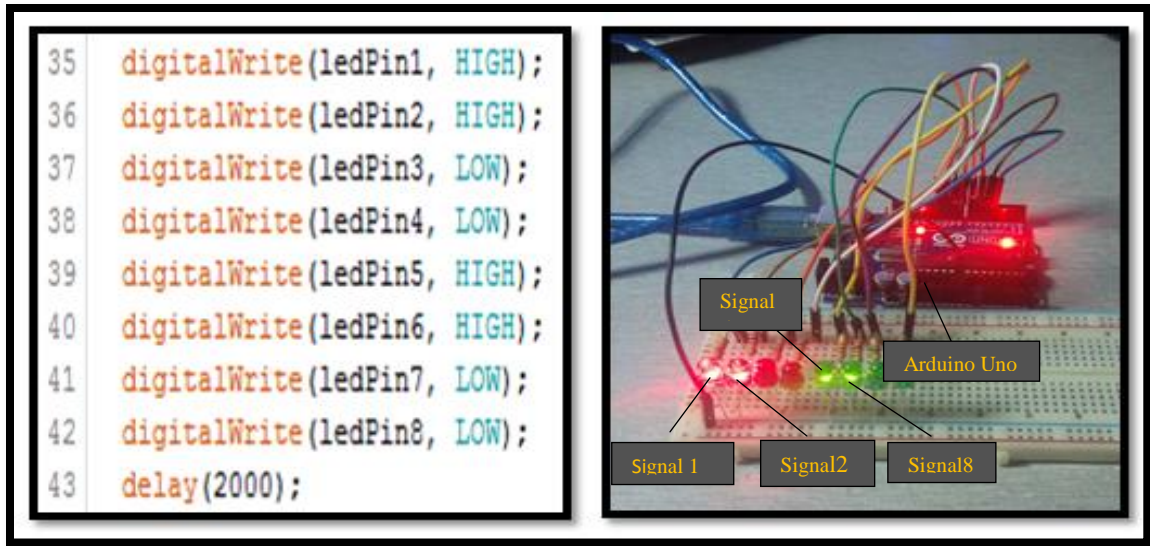 35 digitalWrite(ledPin1, HIGH);
36 digitalWrite(ledPin2, HIGH);
37 digitalWrite(ledPin3, LOW);
38 digitalWrite(ledPin4, LOW);
39 digitalWrite(ledPin5, HIGH);
40 digitalWrite(ledPin6, HIGH);
41 digitalWrite(ledPin7, LOW);
42 digitalWrite(ledPin8, LOW);
43 delay(2000);
Signal
Arduino Uno
Signal 1
Signal2
Signal8